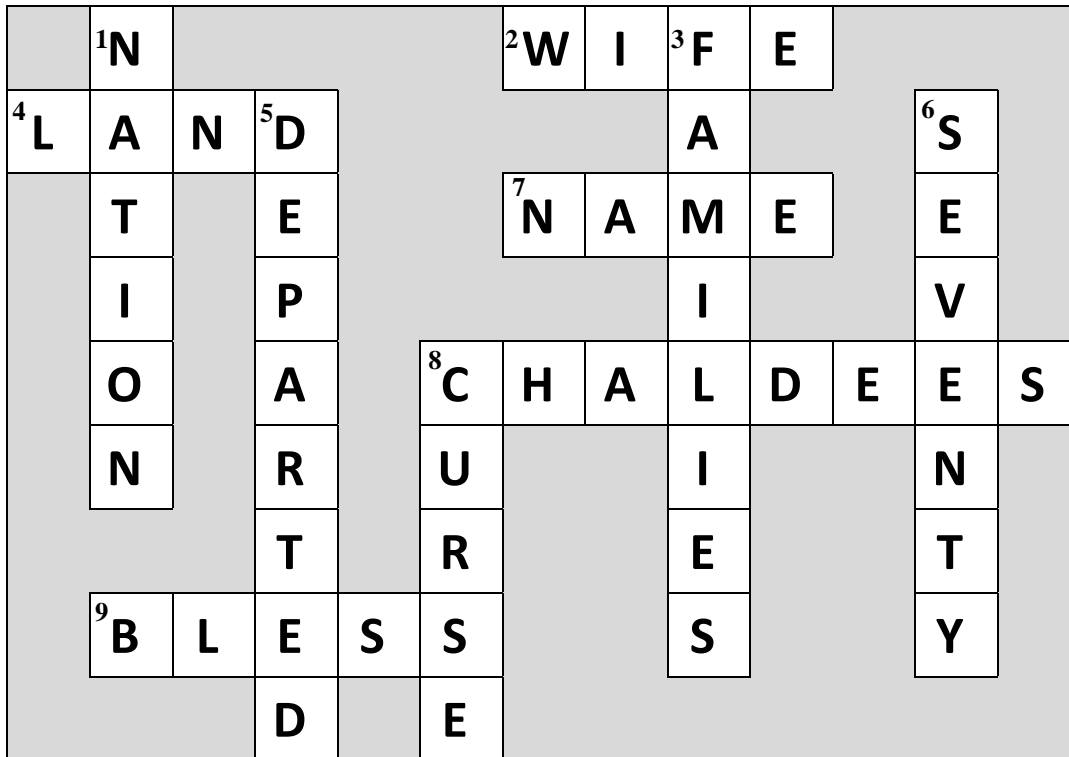 1N 2W I 3F E
4L A N 5D A 6S
T E 7N A M E E
I P I V
O A 8C H A L D E E S
N R U I N
T R E T
9B L E S S S Y
D E